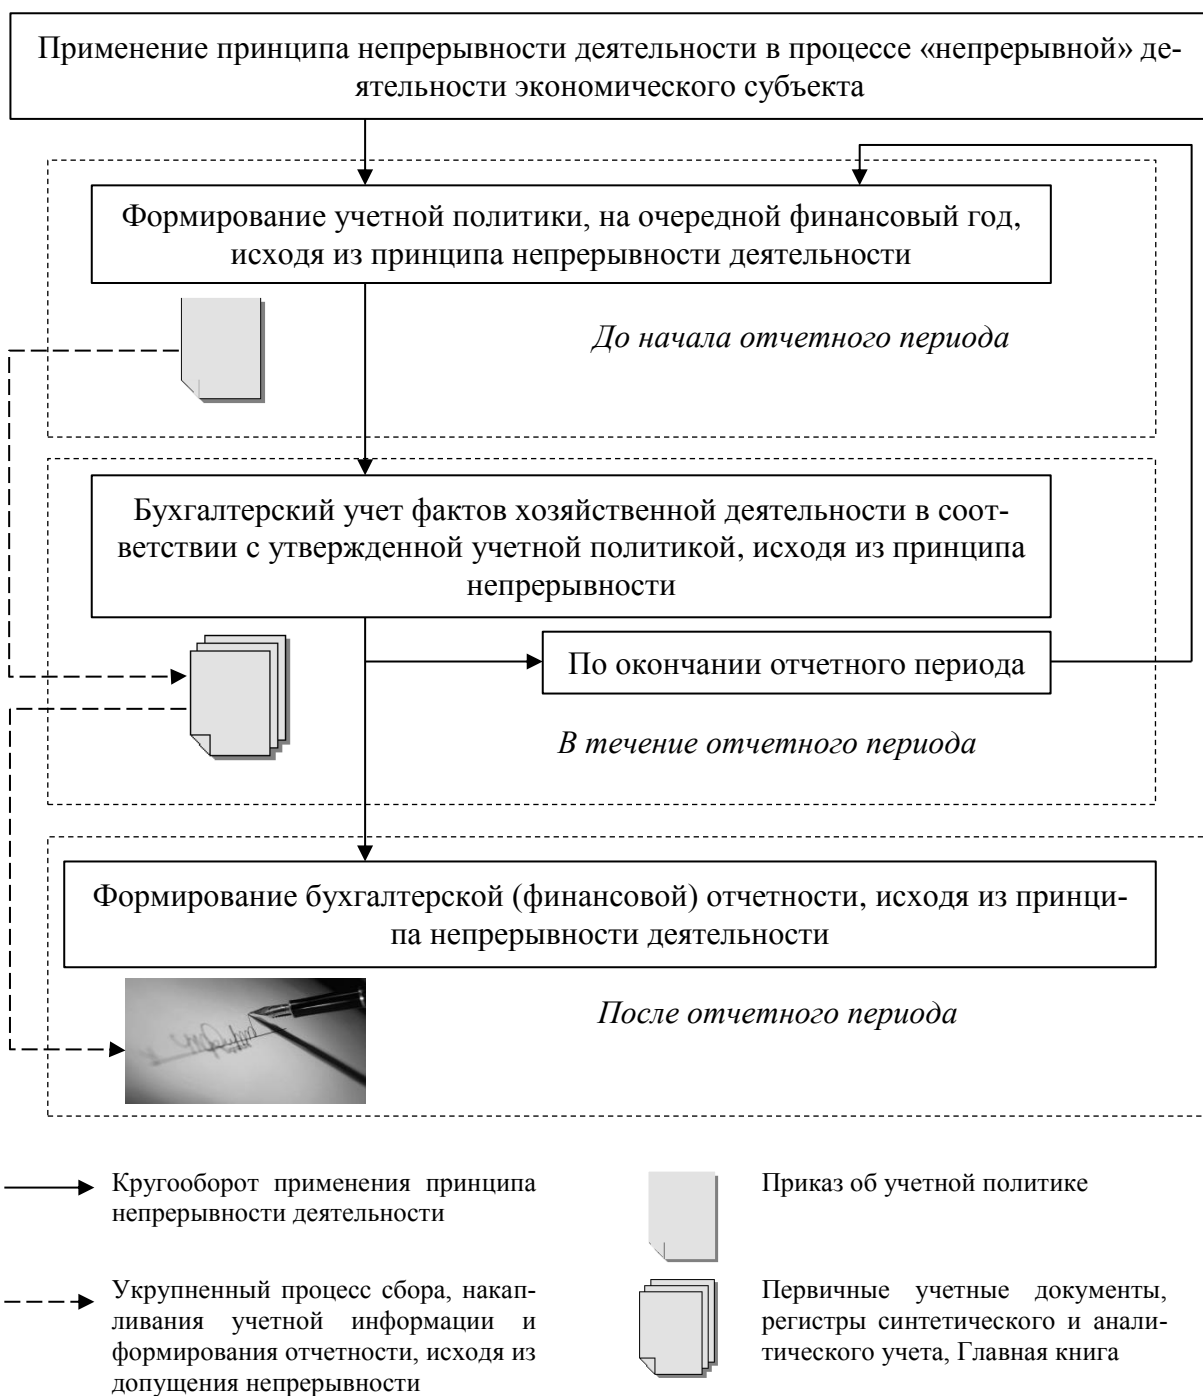 Применение принципа непрерывности деятельности в процессе «непрерывной» де-
ятельности экономического субъекта
Формирование учетной политики, на очередной финансовый год,
исходя из принципа непрерывности деятельности
До начала отчетного периода
Бухгалтерский учет фактов хозяйственной деятельности в соот-
ветствии с утвержденной учетной политикой, исходя из принципа
непрерывности
По окончании отчетного периода
В течение отчетного периода
Формирование бухгалтерской (финансовой) отчетности, исходя из принци-
па непрерывности деятельности
После отчетного периода
Кругооборот применения принципа
непрерывности деятельности
Приказ об учетной политике
Укрупненный процесс сбора, накап-
ливания учетной информации и
формирования отчетности, исходя из
допущения непрерывности
Первичные учетные документы,
регистры синтетического и анали-
тического учета, Главная книга